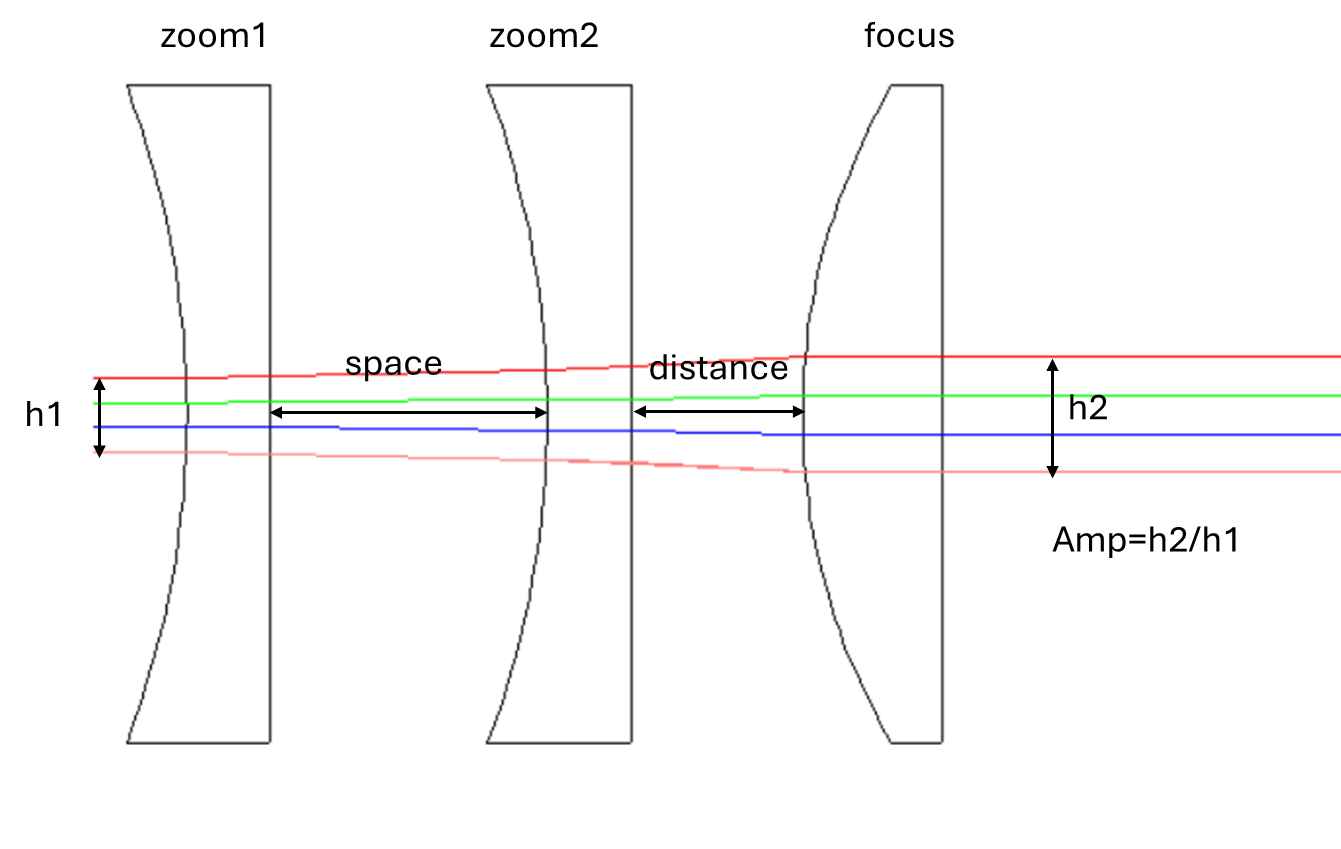 zoom1
zoom2
focus
space
distance
h1
h2
Amp=h2/h1